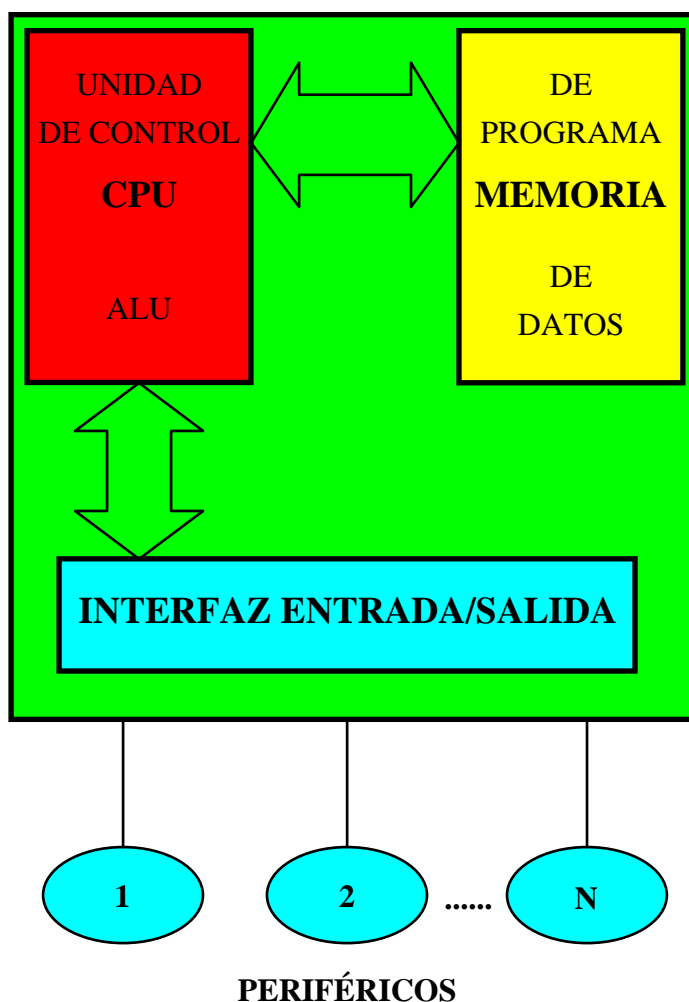 UNIDAD
DE CONTROL
CPU
ALU
DE
PROGRAMA
MEMORIA
DE
DATOS
INTERFAZ ENTRADA/SALIDA
1
2
......
N
PERIFÉRICOS